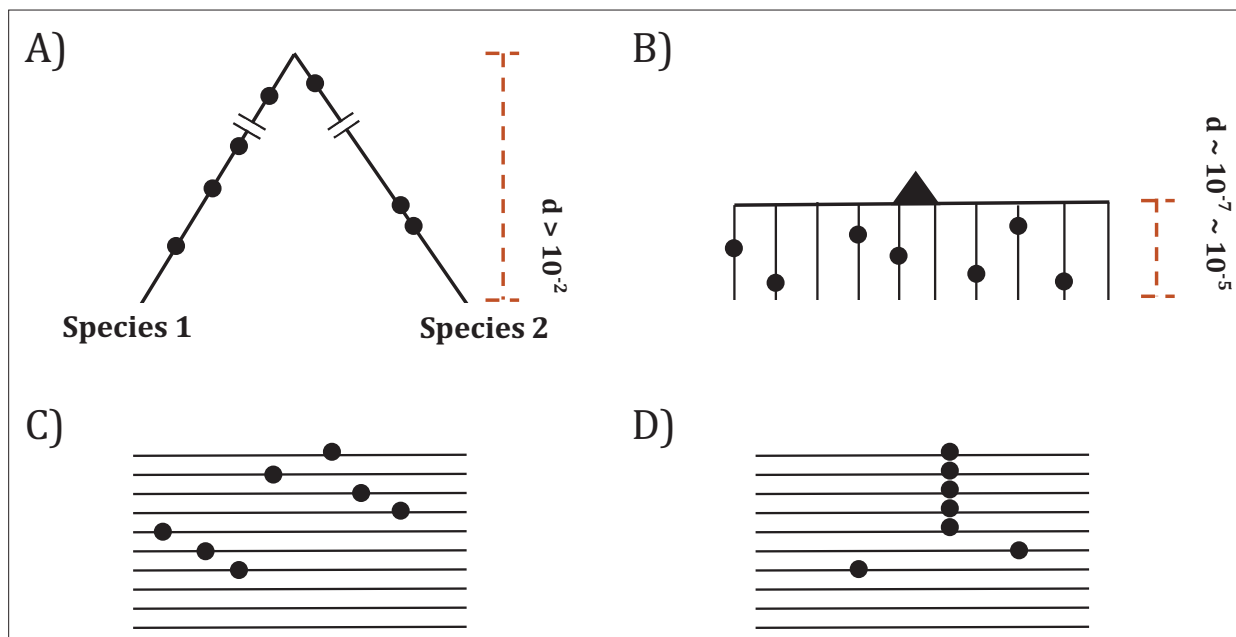 A)
B)
d > 10⁻²
d ~ 10⁻⁷ ~ 10⁻⁵
Species 1
Species 2
C)
D)